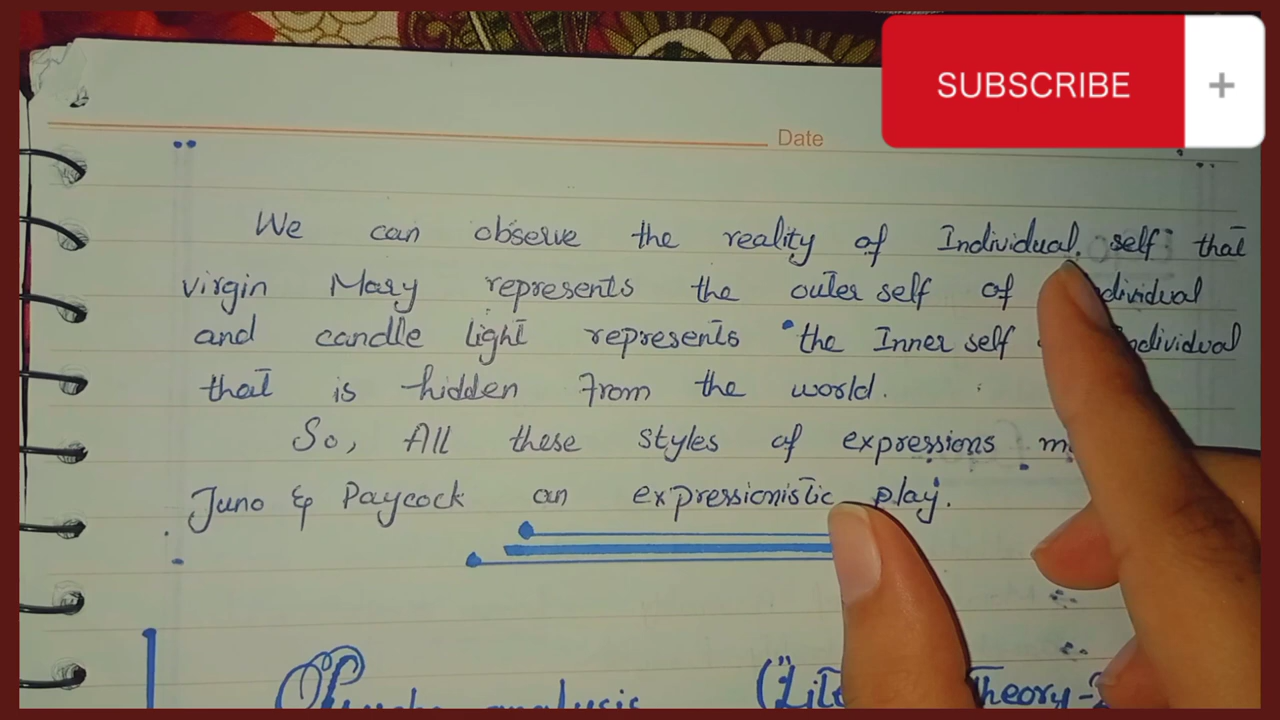 SUBSCRIBE +
Date
We can observe the reality of Individual self that
virgin Mary represents the outer self of
and candle light represents the Inner self
that is hidden from the world.
So, All these styles of expressions
Juno & Paycock an expressionistic play.